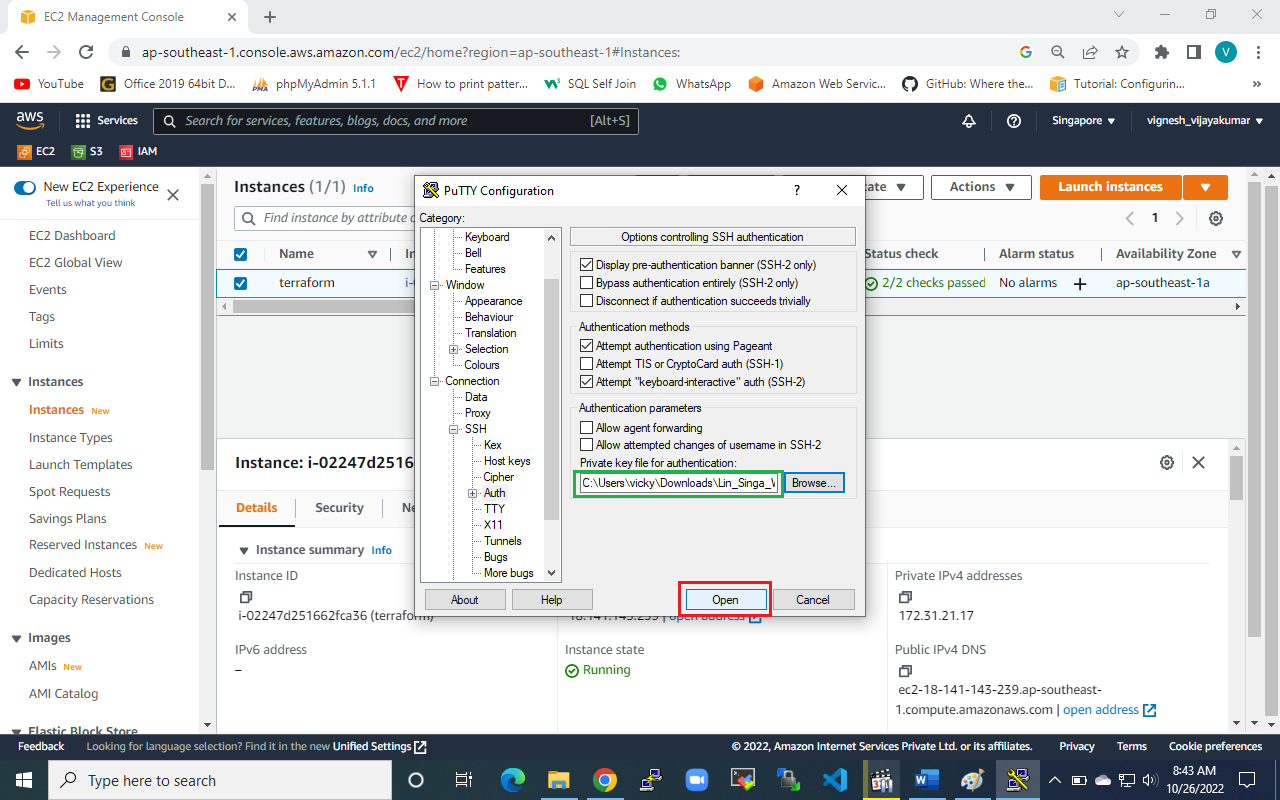 EC2 Management Console
ap-southeast-1.console.aws.amazon.com/ec2/home?region=ap-southeast-1#Instances:
V
YouTube
Office 2019 64bit D...
phpMyAdmin 5.1.1
How to print patter...
SQL Self Join
WhatsApp
Amazon Web Servic...
GitHub: Where the...
Tutorial: Configurin...
aws
Services
Search for services, features, blogs, docs, and more
[Alt+S]
Singapore
vignesh_vijayakumar
EC2
S3
IAM
New EC2 Experience
Tell us what you think
EC2 Dashboard
EC2 Global View
Events
Tags
Limits
Instances
Instances New
Instance Types
Launch Templates
Spot Requests
Savings Plans
Reserved Instances New
Dedicated Hosts
Capacity Reservations
Images
AMIs New
AMI Catalog
Elastic Block Store
Instances (1/1) Info
Actions
Launch instances
Find instance by attribute
1
Name
Status check
Alarm status
Availability Zone
terraform
2/2 checks passed
No alarms
ap-southeast-1a
PuTTY Configuration
?
Category:
Keyboard
Bell
Features
Window
Appearance
Behaviour
Translation
Selection
Colours
Connection
Data
Proxy
SSH
Kex
Host keys
Cipher
Auth
TTY
X11
Tunnels
Bugs
More bugs
Options controlling SSH authentication
Display pre-authentication banner (SSH-2 only)
Bypass authentication entirely (SSH-2 only)
Disconnect if authentication succeeds trivially
Authentication methods
Attempt authentication using Pageant
Attempt TIS or CryptoCard auth (SSH-1)
Attempt "keyboard-interactive" auth (SSH-2)
Authentication parameters
Allow agent forwarding
Allow attempted changes of username in SSH-2
Private key file for authentication:
C:\Users\vicky\Downloads\Lin_Singa_
Browse...
About
Help
Open
Cancel
Instance: i-02247d2516
Details
Security
Instance summary Info
Instance ID
i-02247d251662fca36 (terraform)
18.141.143.239 | open address
Private IPv4 addresses
172.31.21.17
IPv6 address
–
Instance state
Running
Public IPv4 DNS
ec2-18-141-143-239.ap-southeast-
1.compute.amazonaws.com | open address
Feedback
Looking for language selection? Find it in the new Unified Settings
© 2022, Amazon Internet Services Private Ltd. or its affiliates.
Privacy
Terms
Cookie preferences
Type here to search
8:43 AM
10/26/2022